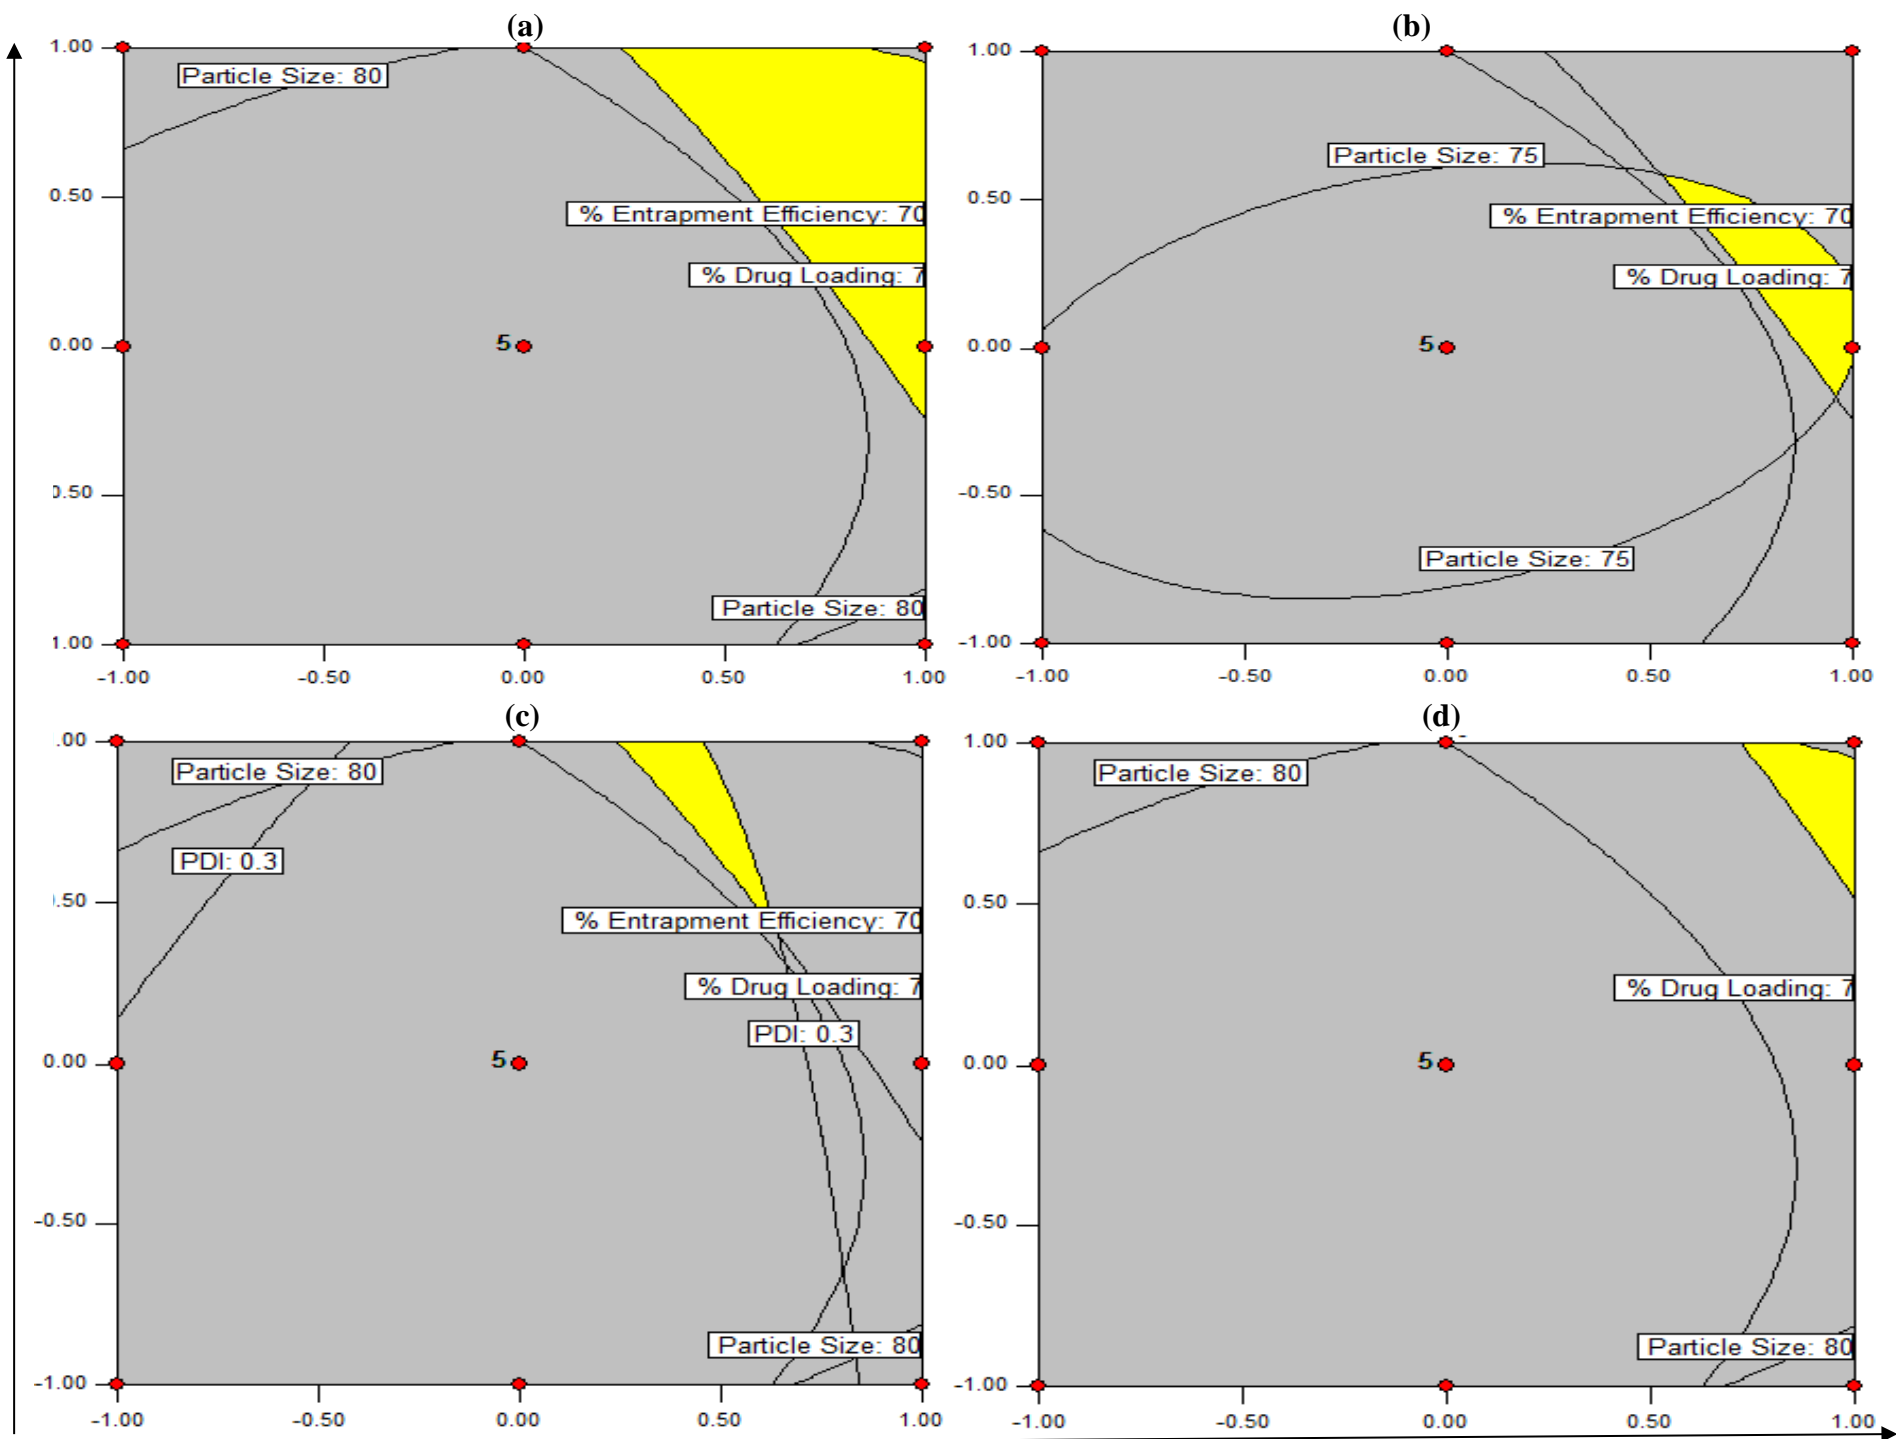 (a)
1.00
Particle Size: 80
0.50
% Entrapment Efficiency: 70
% Drug Loading: 7
0.00
5
0.50
Particle Size: 80
1.00
-1.00 -0.50 0.00 0.50 1.00
(b)
1.00
Particle Size: 75
0.50
% Entrapment Efficiency: 70
% Drug Loading: 7
0.00
5
-0.50
Particle Size: 75
-1.00
-1.00 -0.50 0.00 0.50 1.00
(c)
.00
Particle Size: 80
PDI: 0.3
.50
% Entrapment Efficiency: 70
% Drug Loading: 7
PDI: 0.3
0.00
5
-0.50
Particle Size: 80
-1.00
-1.00 -0.50 0.00 0.50 1.00
(d)
1.00
Particle Size: 80
0.50
% Drug Loading: 7
0.00
5
-0.50
Particle Size: 80
-1.00
-1.00 -0.50 0.00 0.50 1.00